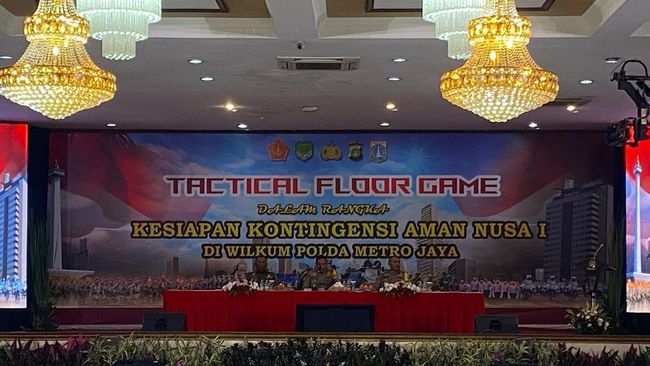 TACTICAL FLOOR GAME
DALAM RANGKA
KESIAPAN KONTINGENSI AMAN NUSA I
DI WILKUM POLDA METRO JAYA